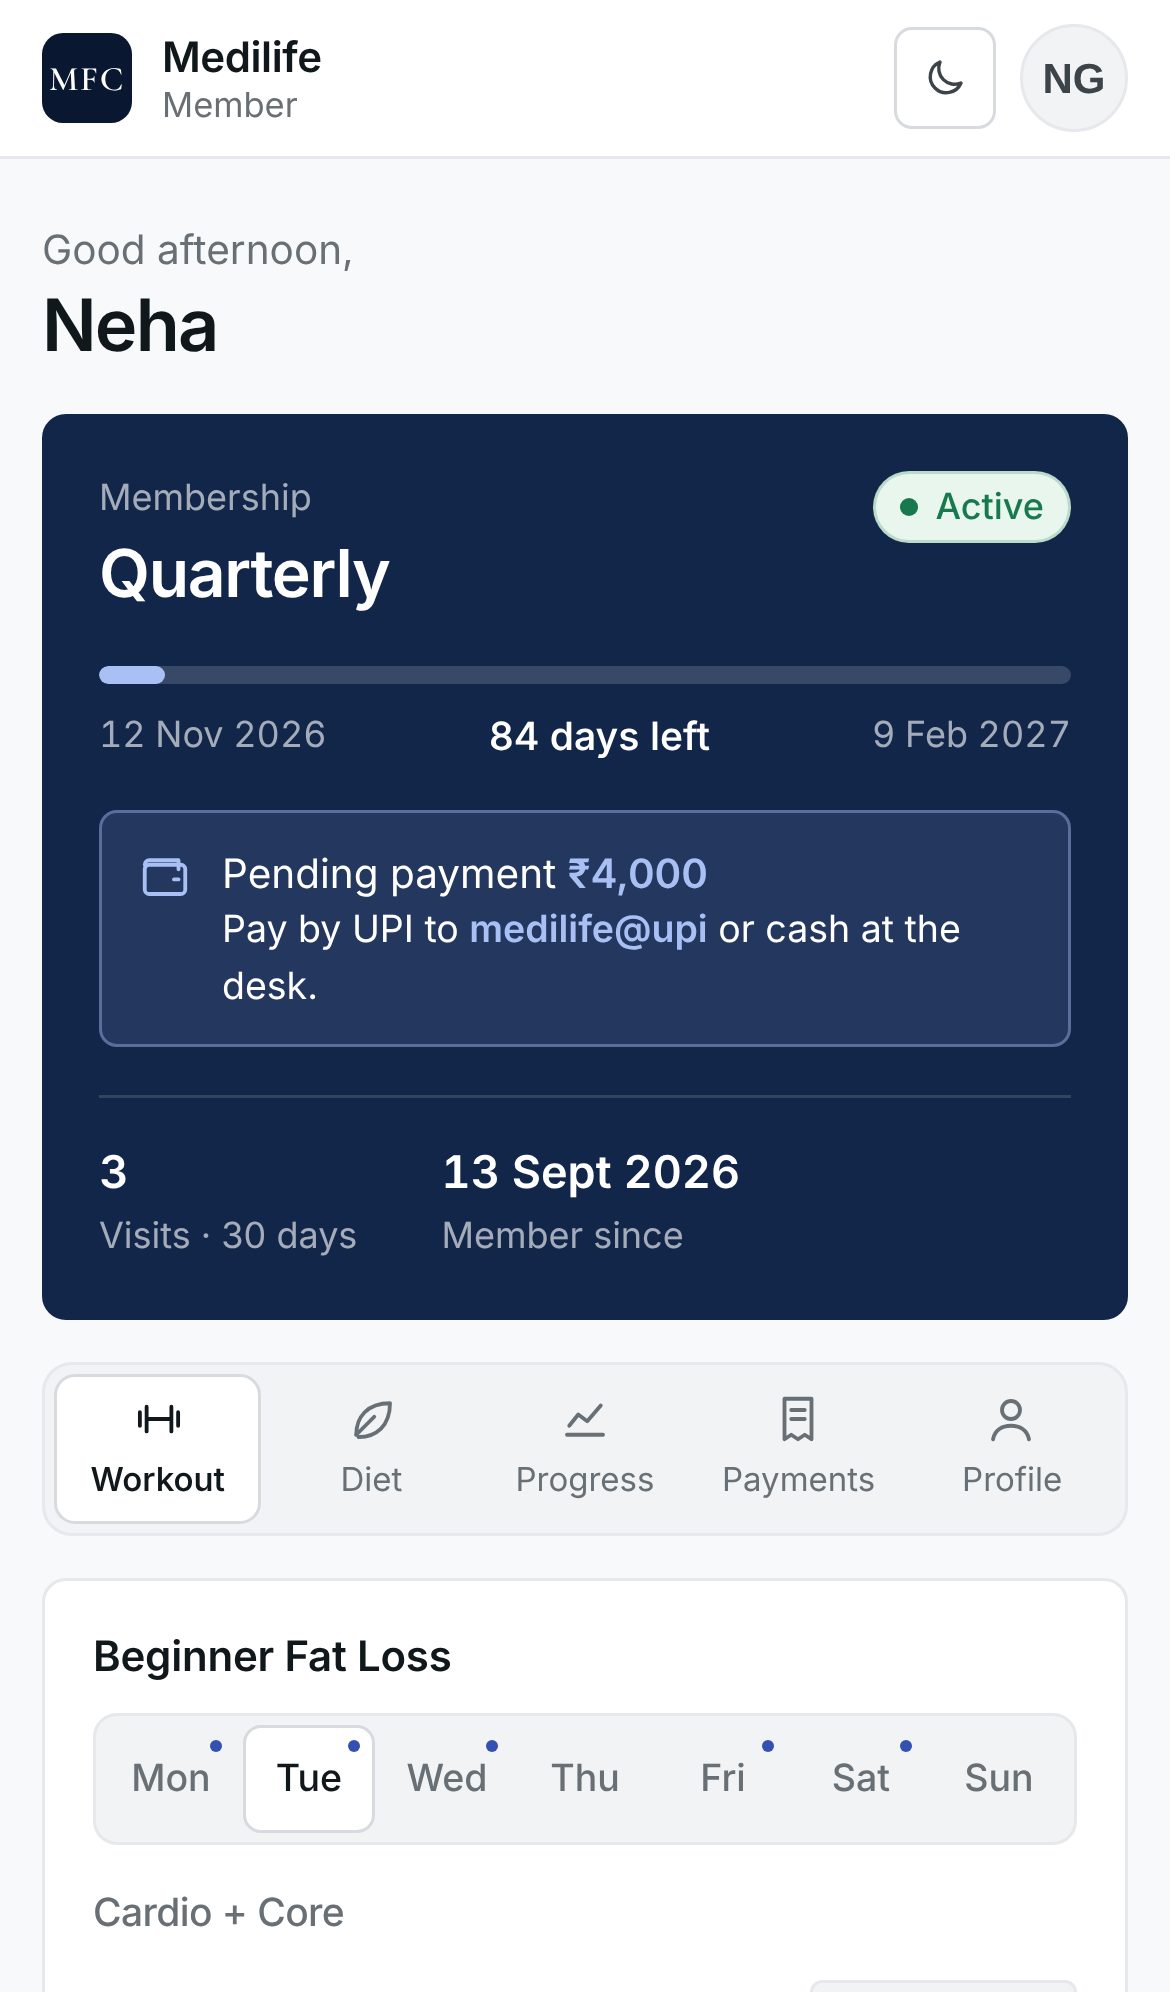 MFC
Medilife
Member
NG
Good afternoon,
Neha
Membership
Active
Quarterly
12 Nov 2026
84 days left
9 Feb 2027
Pending payment ₹4,000
Pay by UPI to medilife@upi or cash at the
desk.
3
13 Sept 2026
Visits · 30 days
Member since
Workout
Diet
Progress
Payments
Profile
Beginner Fat Loss
Mon
Tue
Wed
Thu
Fri
Sat
Sun
Cardio + Core